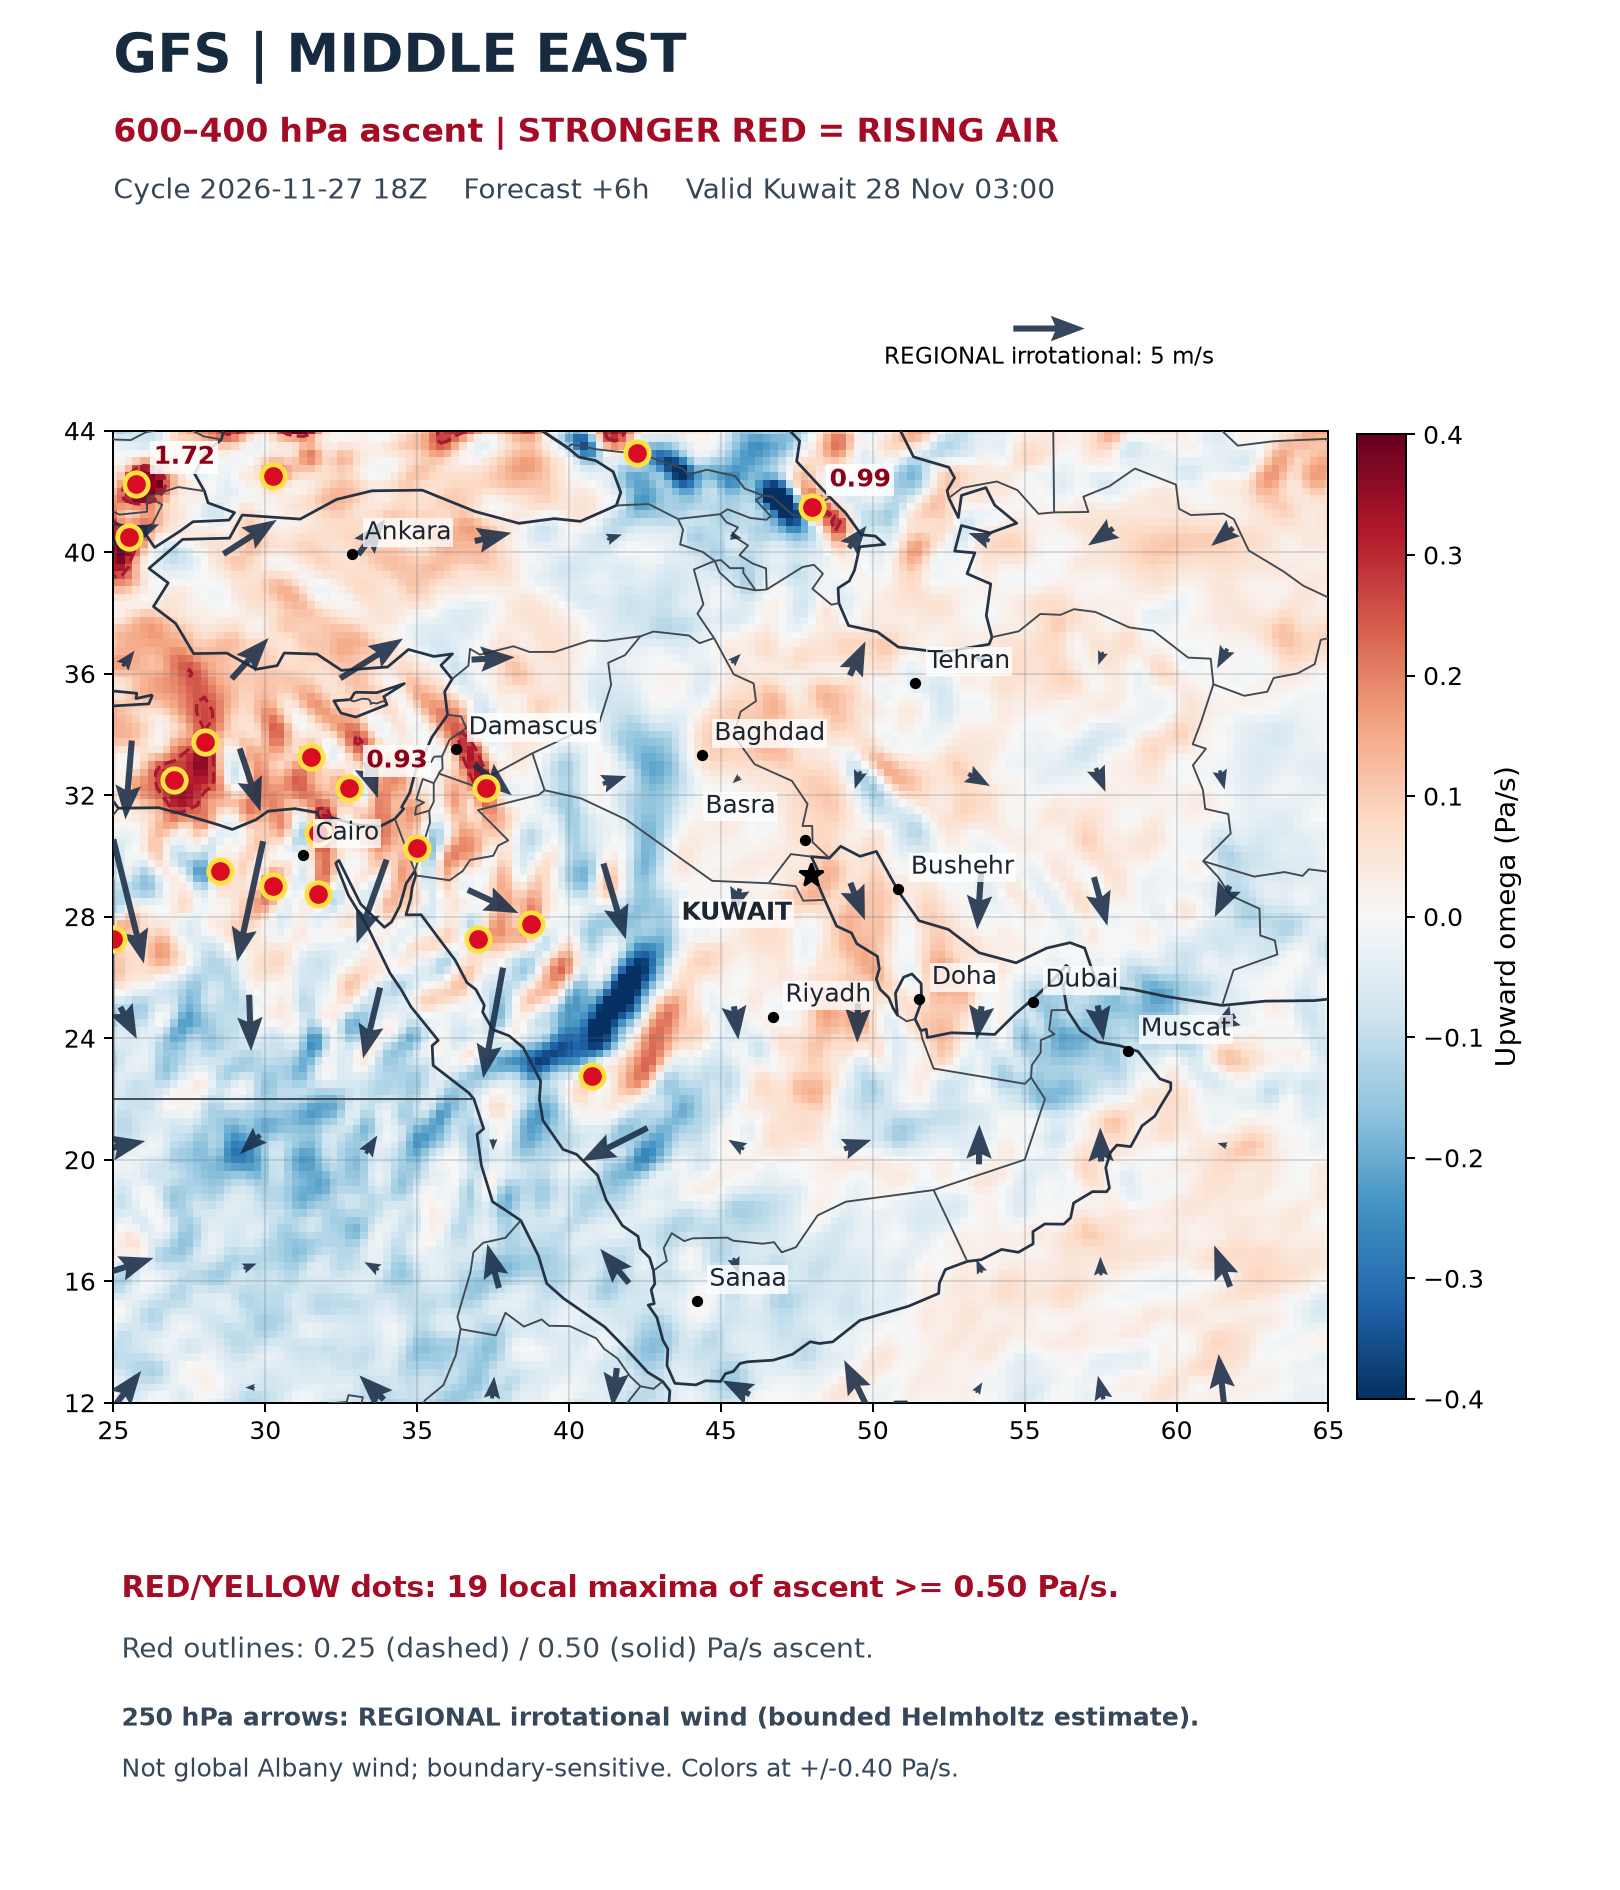 GFS | MIDDLE EAST
600–400 hPa ascent | STRONGER RED = RISING AIR
Cycle 2026-11-27 18Z    Forecast +6h    Valid Kuwait 28 Nov 03:00
REGIONAL irrotational: 5 m/s
44
40
36
32
28
24
20
16
12
25
30
35
40
45
50
55
60
65
1.72
0.99
0.93
Ankara
Tehran
Damascus
Baghdad
Basra
Cairo
Bushehr
KUWAIT
Doha
Dubai
Riyadh
Muscat
Sanaa
0.4
0.3
0.2
0.1
0.0
−0.1
−0.2
−0.3
−0.4
Upward omega (Pa/s)
RED/YELLOW dots: 19 local maxima of ascent >= 0.50 Pa/s.
Red outlines: 0.25 (dashed) / 0.50 (solid) Pa/s ascent.
250 hPa arrows: REGIONAL irrotational wind (bounded Helmholtz estimate).
Not global Albany wind; boundary-sensitive. Colors at +/-0.40 Pa/s.